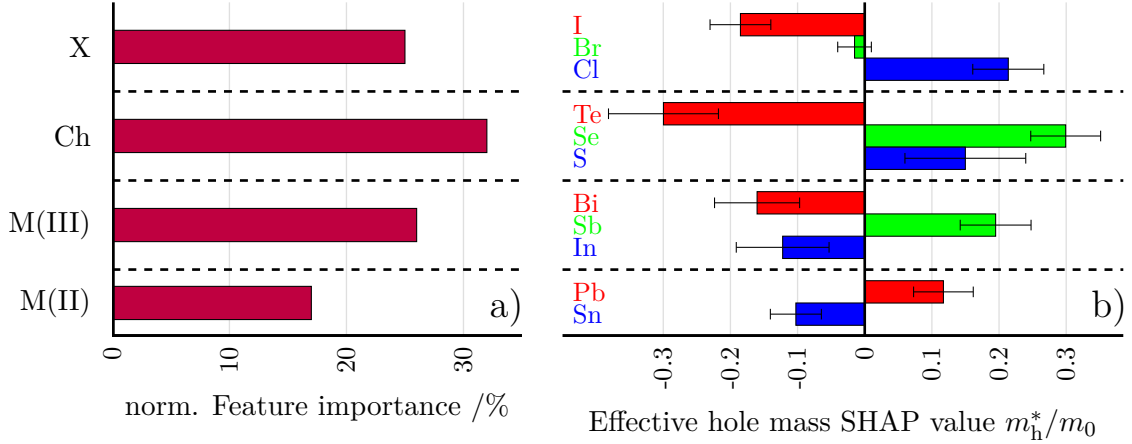 X
Ch
M(III)
M(II)
a)
0
10
20
30
norm. Feature importance /%
I
Br
Cl
Te
Se
S
Bi
Sb
In
Pb
Sn
b)
-0.3
-0.2
-0.1
0
0.1
0.2
0.3
Effective hole mass SHAP value m*h/m0